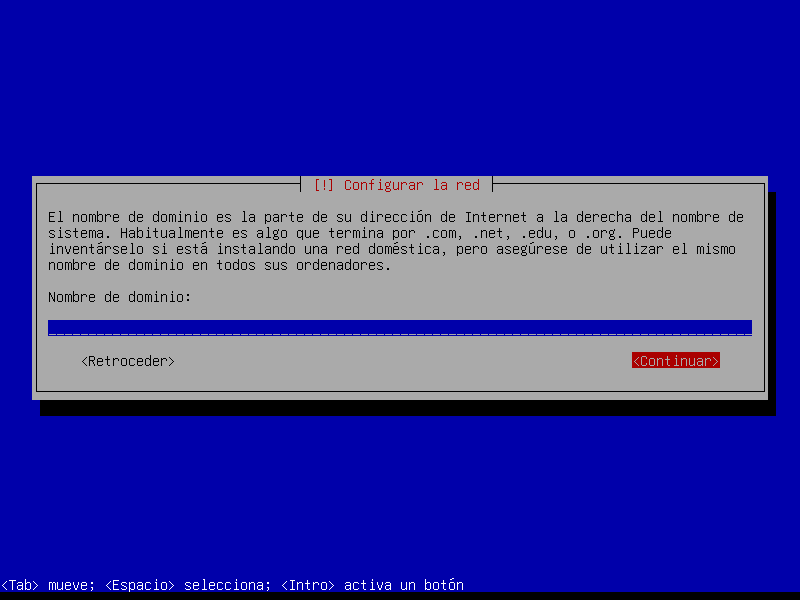 [!] Configurar la red
El nombre de dominio es la parte de su dirección de Internet a la derecha del nombre de
sistema. Habitualmente es algo que termina por .com, .net, .edu, o .org. Puede
inventárselo si está instalando una red doméstica, pero asegúrese de utilizar el mismo
nombre de dominio en todos sus ordenadores.
Nombre de dominio:
<Retroceder> <Continuar>
<Tab> mueve; <Espacio> selecciona; <Intro> activa un botón